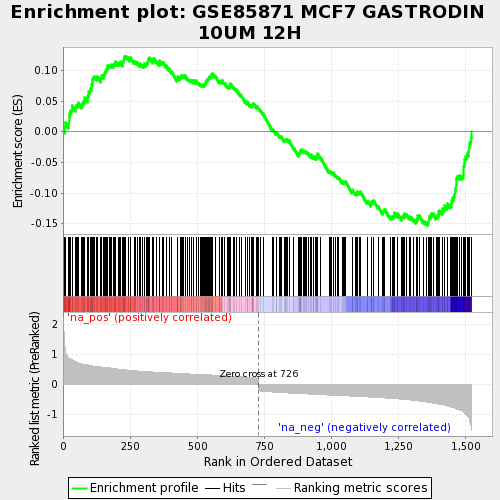 Enrichment plot: GSE85871 MCF7 GASTRODIN
10UM 12H
Enrichment score (ES)
0.10
0.05
0.00
-0.05
-0.10
-0.15
Ranked list metric (PreRanked)
2
1
0
-1
'na_pos' (positively correlated)
Zero cross at 726
'na_neg' (negatively correlated)
0
250
500
750
1,000
1,250
1,500
Rank in Ordered Dataset
Enrichment profile
Hits
Ranking metric scores